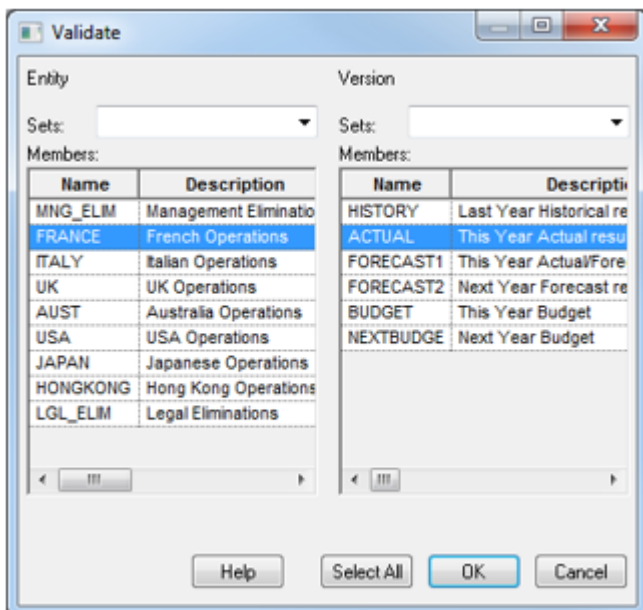 Validate
Entity Version
Sets: Sets:
Members: Members:
Name Description Name Descripti
MNG_ELIM Management Eliminatio HISTORY Last Year Historical re
FRANCE French Operations ACTUAL This Year Actual resu
ITALY Italian Operations FORECAST1 This Year Actual/Fore
UK UK Operations FORECAST2 Next Year Forecast re
AUST Australia Operations BUDGET This Year Budget
USA USA Operations NEXTBUDGE Next Year Budget
JAPAN Japanese Operations
HONGKONG Hong Kong Operations
LGL_ELIM Legal Eliminations
Help Select All OK Cancel